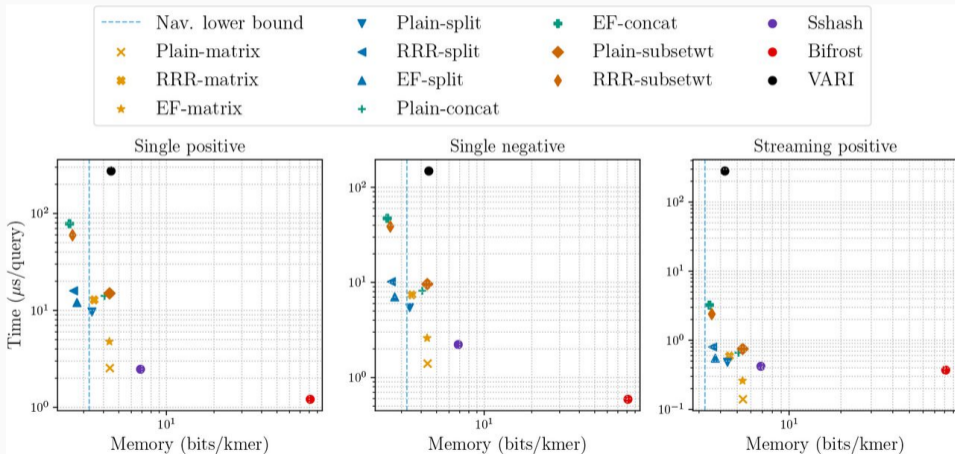 Nav. lower bound
Plain-matrix
RRR-matrix
EF-matrix
Plain-split
RRR-split
EF-split
Plain-concat
EF-concat
Plain-subsetwt
RRR-subsetwt
Sshash
Bifrost
VARI
Single positive
Single negative
Streaming positive
Time (μs/query)
10²
10¹
10⁰
10¹
Memory (bits/kmer)
10²
10¹
10⁰
10¹
Memory (bits/kmer)
10²
10¹
10⁰
10⁻¹
10¹
Memory (bits/kmer)